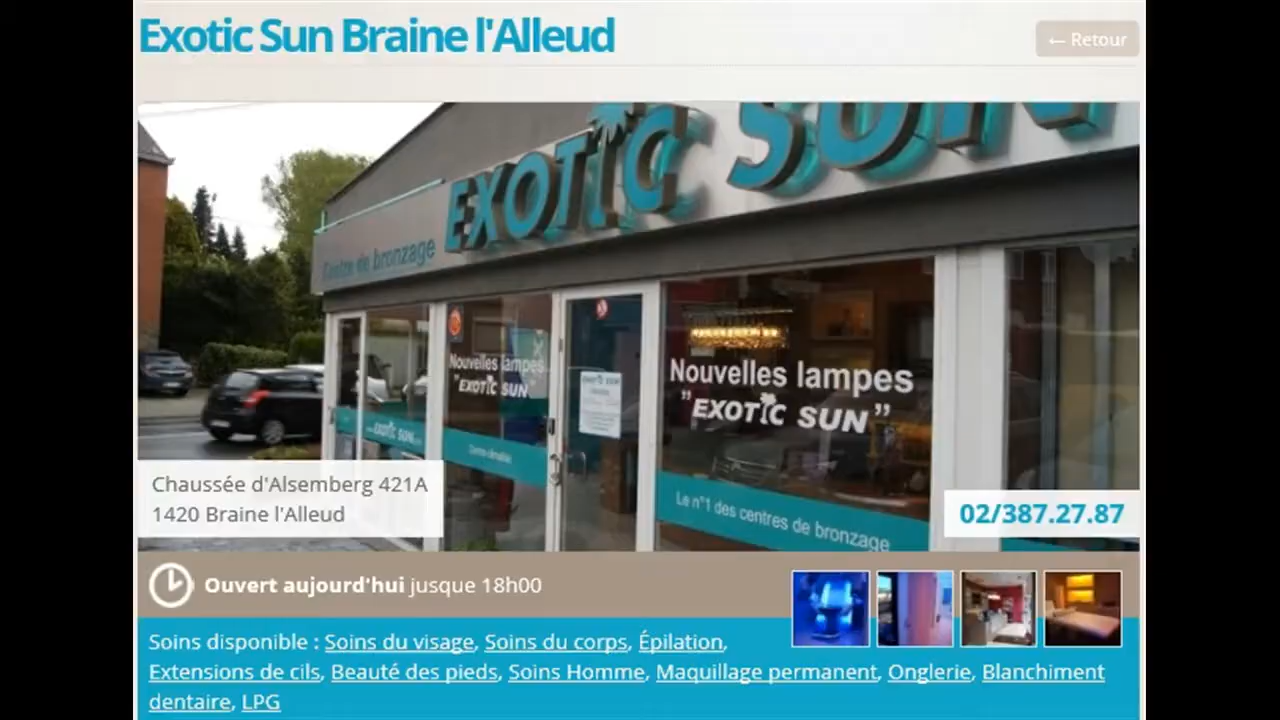 Exotic Sun Braine l'Alleud
← Retour
EXOTIC SUN
Centre de bronzage
Nouvelles lampes
"EXOTIC SUN"
Nouvelles lampes
"EXOTIC SUN"
EXOTIC SUN
Le n°1 des centres de bronzage
Chaussée d'Alsemberg 421A
1420 Braine l'Alleud
02/387.27.87
Ouvert aujourd'hui jusque 18h00
Soins disponible : Soins du visage, Soins du corps, Épilation,
Extensions de cils, Beauté des pieds, Soins Homme, Maquillage permanent, Onglerie, Blanchiment
dentaire, LPG